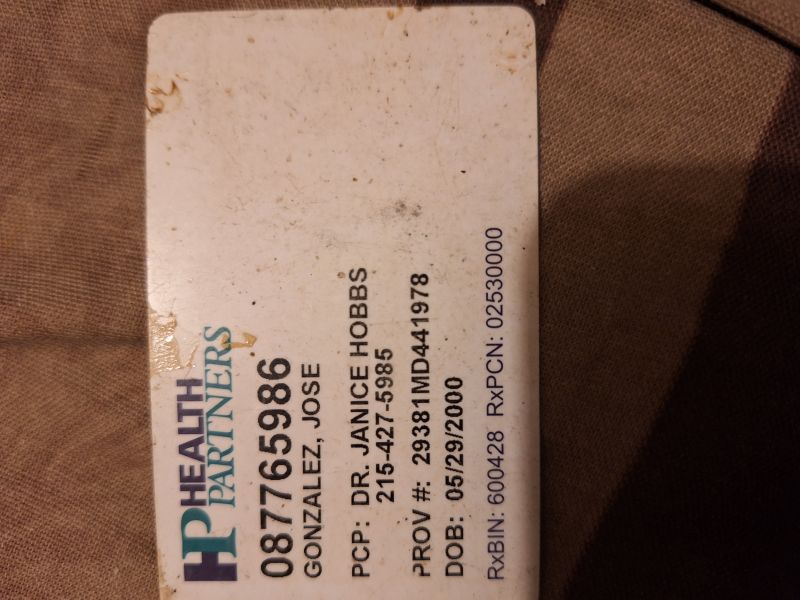 HP HEALTH
PARTNERS
087765986
GONZALEZ, JOSE
PCP: DR. JANICE HOBBS
215-427-5985
PROV #: 29381MD441978
DOB: 05/29/2000
RxBIN: 600428 RxPCN: 02530000